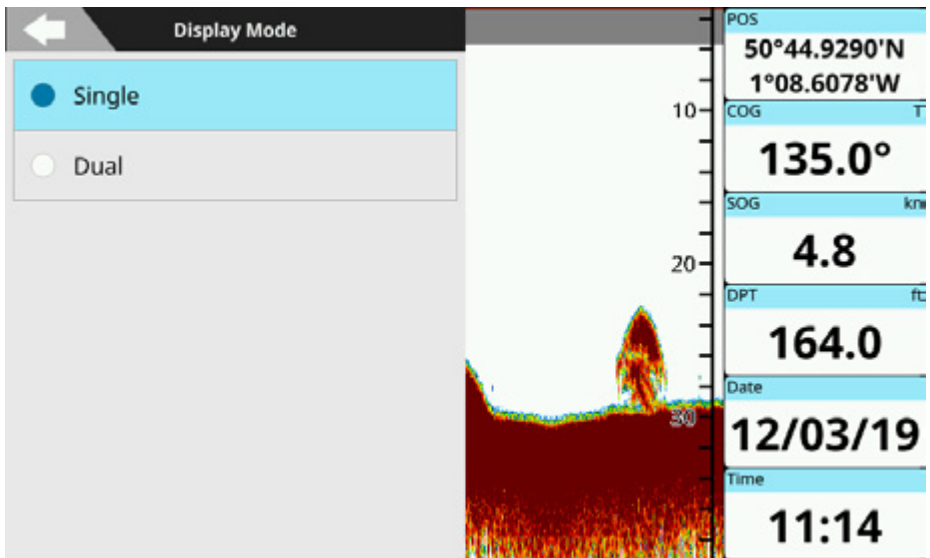 Display Mode
Single
Dual
10
20
30
POS
50°44.9290'N
1°08.6078'W
COG T
135.0°
SOG kn
4.8
DPT ft
164.0
Date
12/03/19
Time
11:14